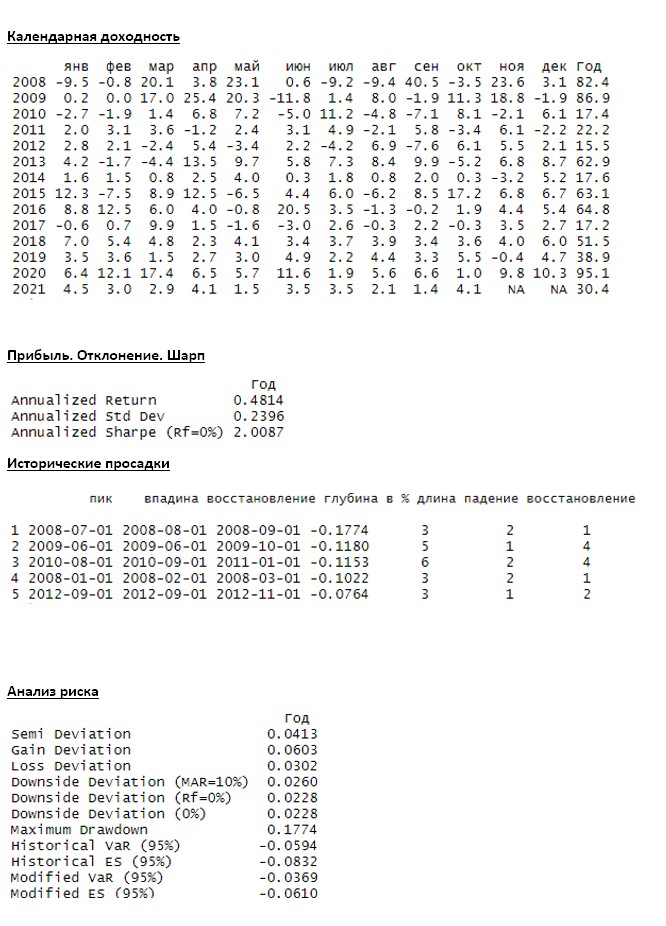 Календарная доходность
янв фев мар апр май июн июл авг сен окт ноя дек Год
2008 -9.5 -0.8 20.1 3.8 23.1 0.6 -9.2 -9.4 40.5 -3.5 23.6 3.1 82.4
2009 0.2 0.0 17.0 25.4 20.3 -11.8 1.4 8.0 -1.9 11.3 18.8 -1.9 86.9
2010 -2.7 -1.9 1.4 6.8 7.2 -5.0 11.2 -4.8 -7.1 8.1 -2.1 6.1 17.4
2011 2.0 3.1 3.6 -1.2 2.4 3.1 4.9 -2.1 5.8 -3.4 6.1 -2.2 22.2
2012 2.8 2.1 -2.4 5.4 -3.4 2.2 -4.2 6.9 -7.6 6.1 5.5 2.1 15.5
2013 4.2 -1.7 -4.4 13.5 9.7 5.8 7.3 8.4 9.9 -5.2 6.8 8.7 62.9
2014 1.6 1.5 0.8 2.5 4.0 0.3 1.8 0.8 2.0 0.3 -3.2 5.2 17.6
2015 12.3 -7.5 8.9 12.5 -6.5 4.4 6.0 -6.2 8.5 17.2 6.8 6.7 63.1
2016 8.8 12.5 6.0 4.0 -0.8 20.5 3.5 -1.3 -0.2 1.9 4.4 5.4 64.8
2017 -0.6 0.7 9.9 1.5 -1.6 -3.0 2.6 -0.3 2.2 -0.3 3.5 2.7 17.2
2018 7.0 5.4 4.8 2.3 4.1 3.4 3.7 3.9 3.4 3.6 4.0 6.0 51.5
2019 3.5 3.6 1.5 2.7 3.0 4.9 2.2 4.4 3.3 5.5 -0.4 4.7 38.9
2020 6.4 12.1 17.4 6.5 5.7 11.6 1.9 5.6 6.6 1.0 9.8 10.3 95.1
2021 4.5 3.0 2.9 4.1 1.5 3.5 3.5 2.1 1.4 4.1 NA NA 30.4
Прибыль. Отклонение. Шарп
Год
Annualized Return 0.4814
Annualized Std Dev 0.2396
Annualized Sharpe (Rf=0%) 2.0087
Исторические просадки
пик впадина восстановление глубина в % длина падение восстановление
1 2008-07-01 2008-08-01 2008-09-01 -0.1774 3 2 1
2 2009-06-01 2009-06-01 2009-10-01 -0.1180 5 1 4
3 2010-08-01 2010-09-01 2011-01-01 -0.1153 6 2 4
4 2008-01-01 2008-02-01 2008-03-01 -0.1022 3 2 1
5 2012-09-01 2012-09-01 2012-11-01 -0.0764 3 1 2
Анализ риска
Год
Semi Deviation 0.0413
Gain Deviation 0.0603
Loss Deviation 0.0302
Downside Deviation (MAR=10%) 0.0260
Downside Deviation (Rf=0%) 0.0228
Downside Deviation (0%) 0.0228
Maximum Drawdown 0.1774
Historical VaR (95%) -0.0594
Historical ES (95%) -0.0832
Modified VaR (95%) -0.0369
Modified ES (95%) -0.0610